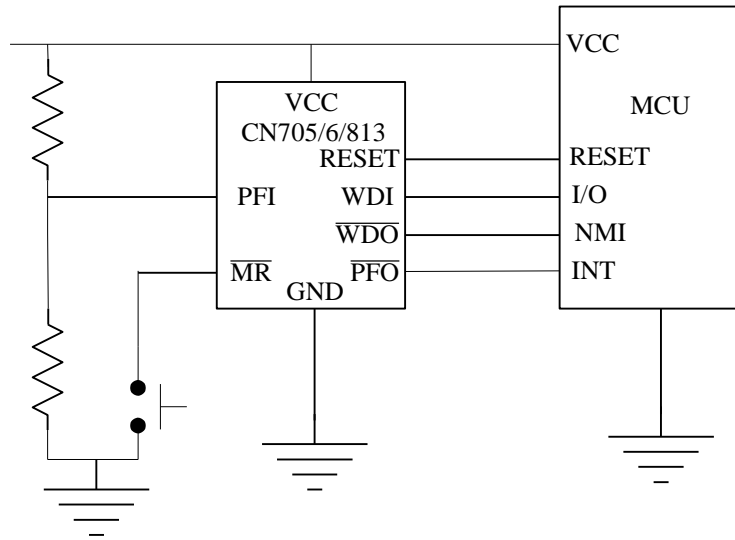 VCC
MCU
VCC
CN705/6/813
RESET
RESET
PFI
WDI
I/O
WDO
NMI
MR
PFO
INT
GND